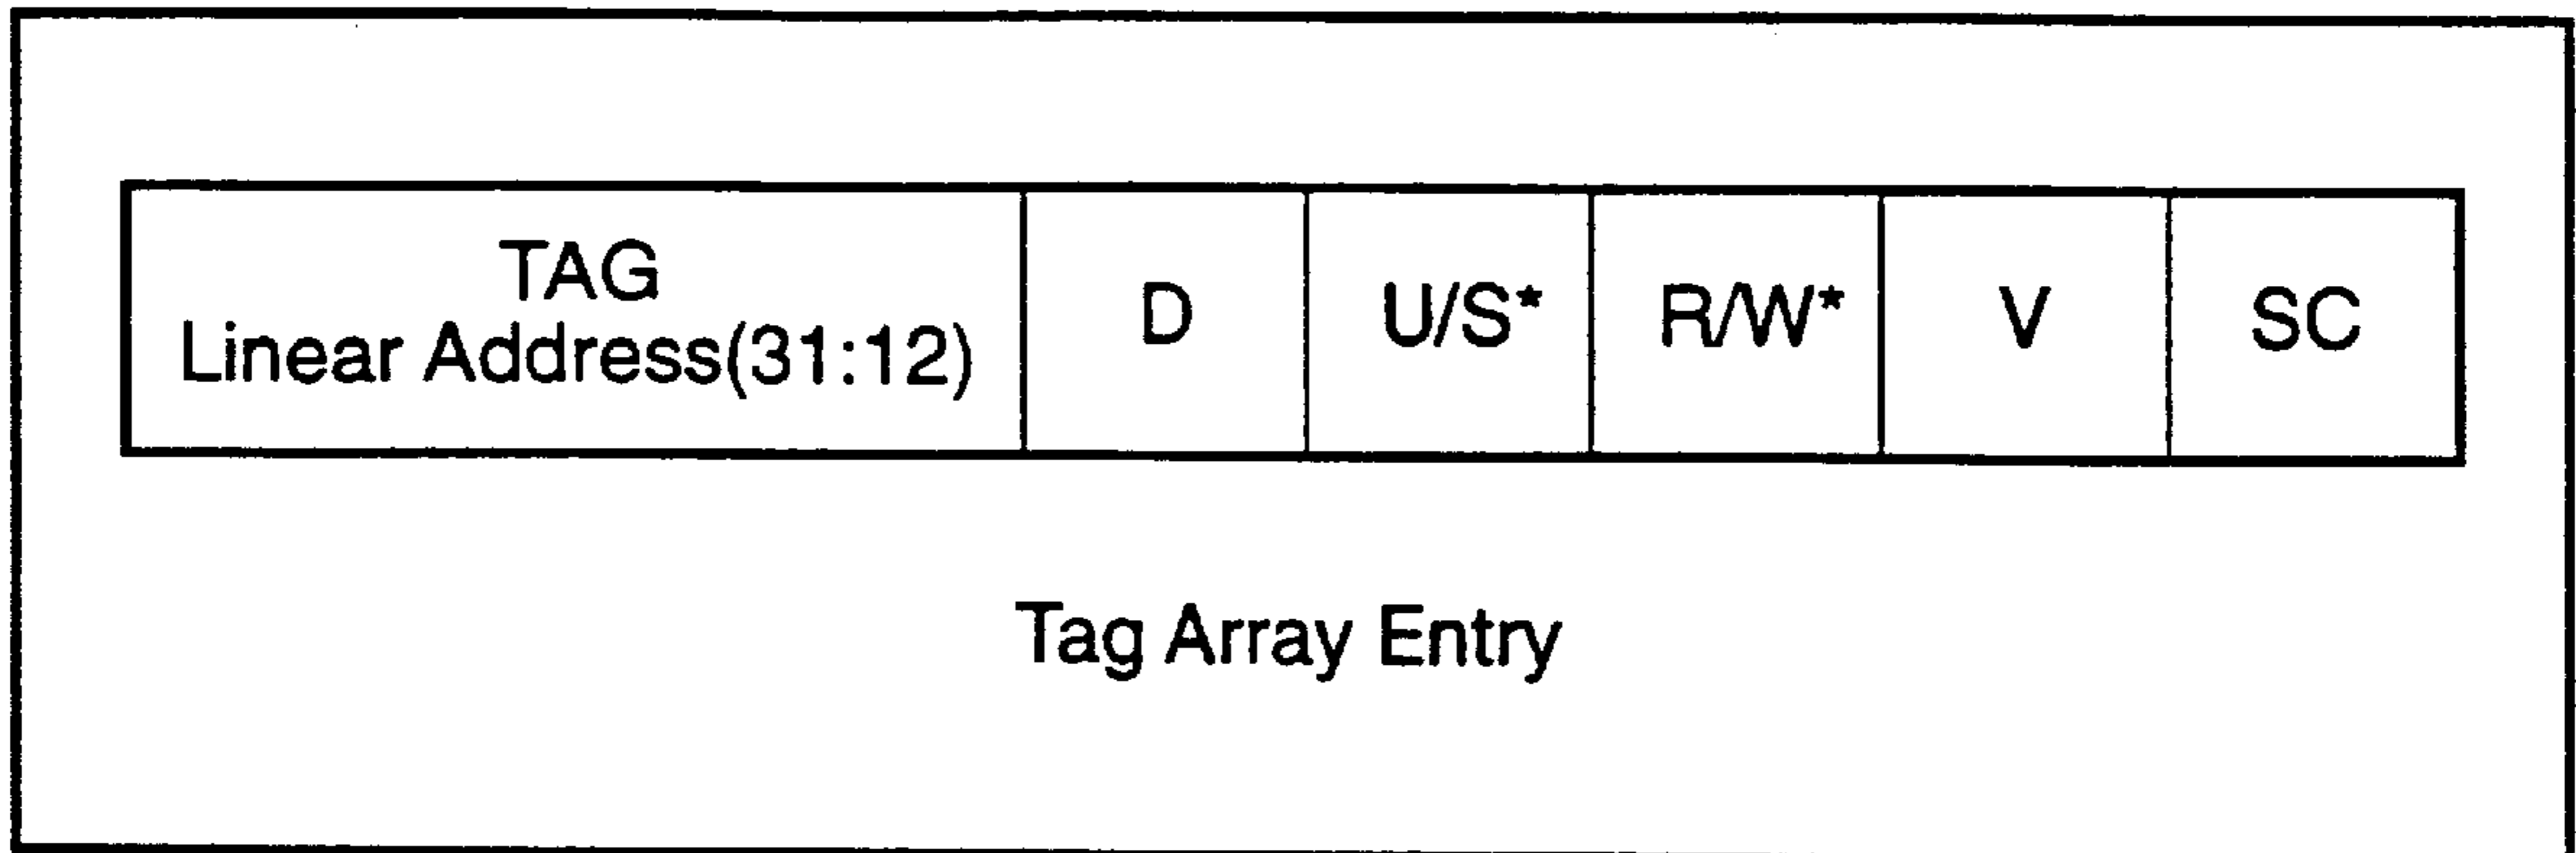 TAG
Linear Address(31:12)
D
U/S*
R/W*
V
SC
Tag Array Entry